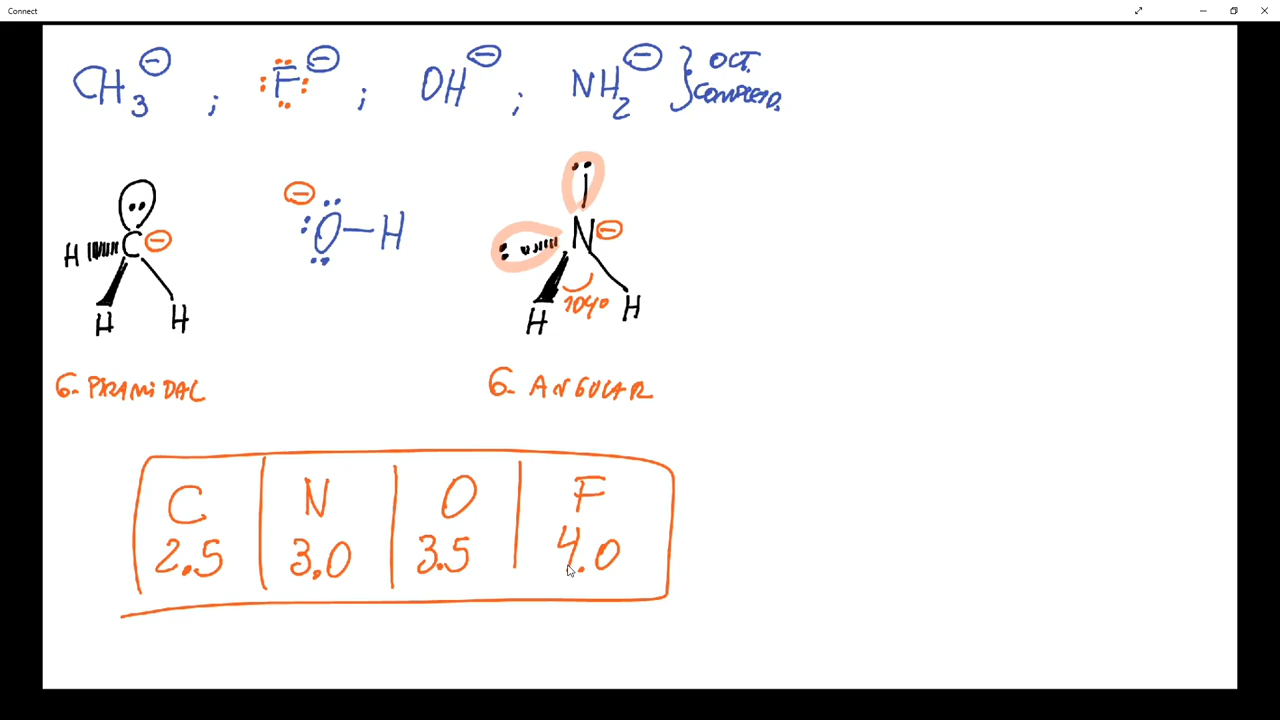 Connect
CH3⊖ ; F⊖ ; OH⊖ ; NH2⊖ } OCT.
COMPLETO.
H C⊖ H H
⊖ O—H
N⊖ H H 104°
G. PIRAMIDAL
G. ANGULAR
C N O F
2.5 3.0 3.5 4.0